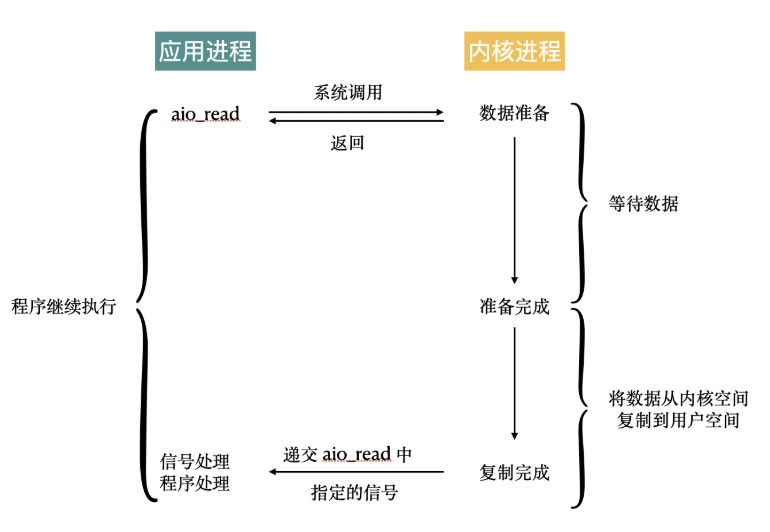 应用进程
内核进程
系统调用
aio_read
数据准备
返回
等待数据
程序继续执行
准备完成
将数据从内核空间
复制到用户空间
信号处理
程序处理
递交 aio_read 中
指定的信号
复制完成